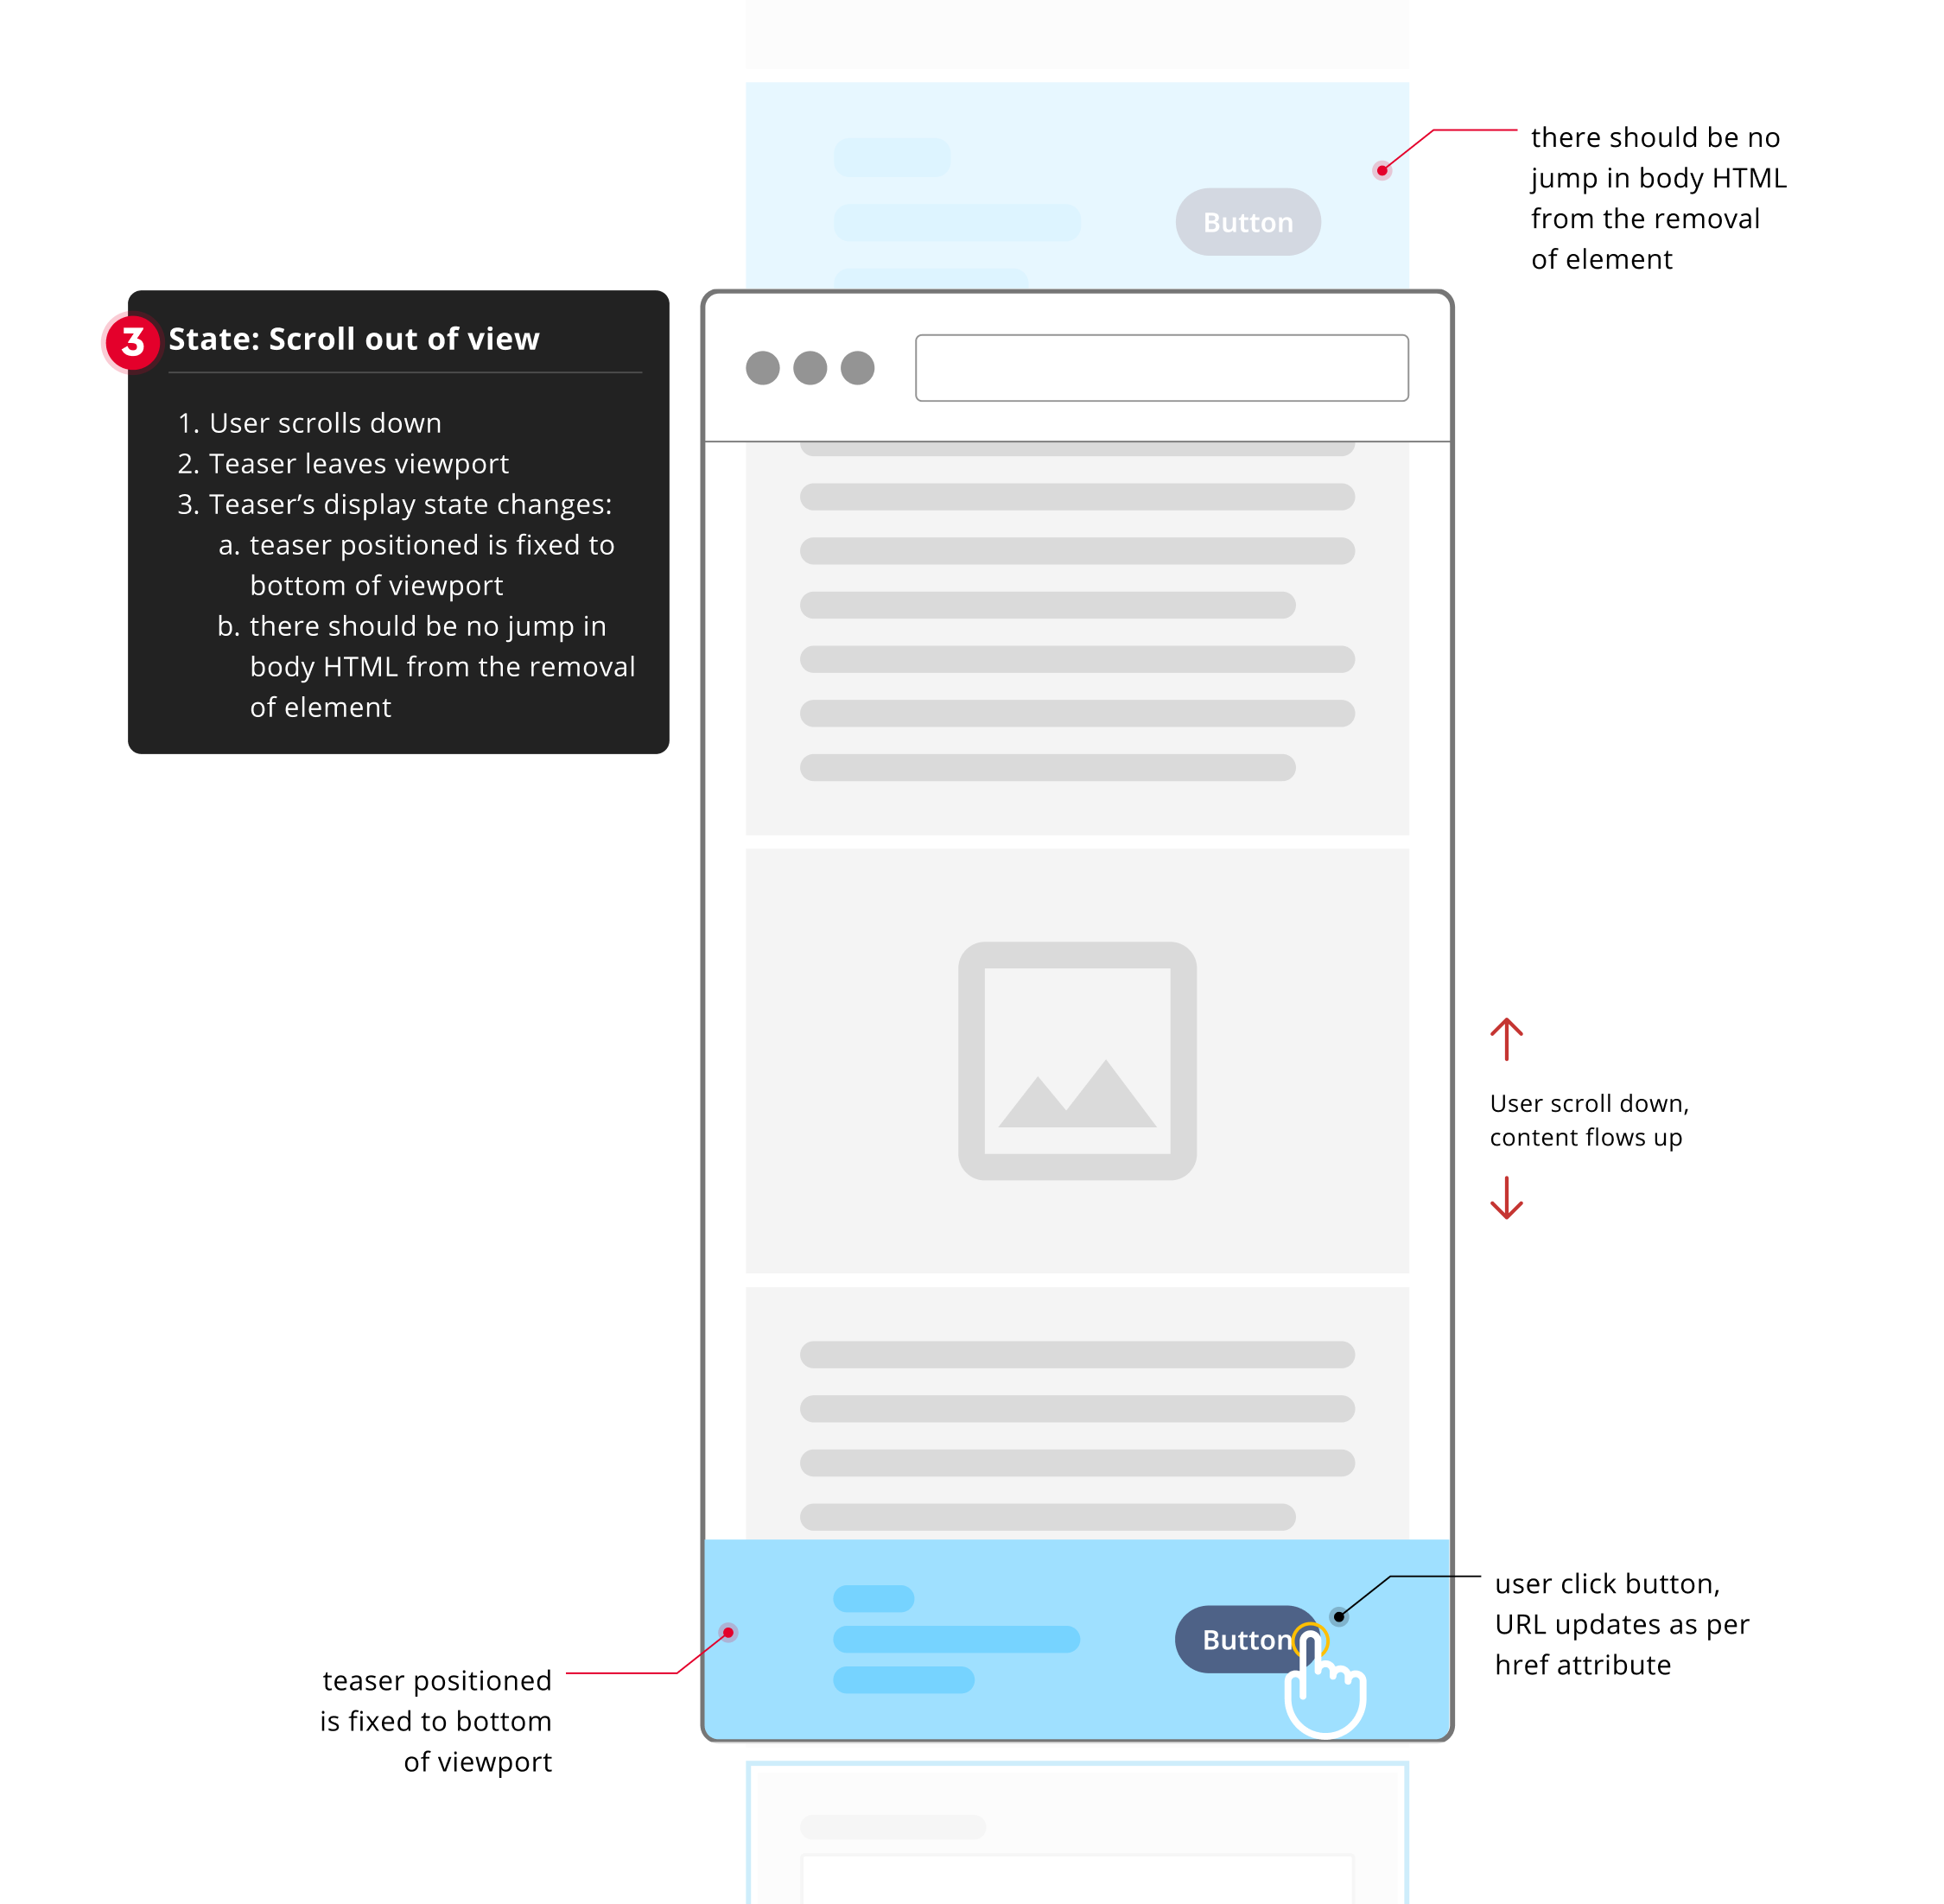 there should be no
jump in body HTML
from the removal
of element
Button
3
State: Scroll out of view
1. User scrolls down
2. Teaser leaves viewport
3. Teaser’s display state changes:
a. teaser positioned is fixed to
bottom of viewport
b. there should be no jump in
body HTML from the removal
of element
User scroll down,
content flows up
user click button,
URL updates as per
href attribute
Button
teaser positioned
is fixed to bottom
of viewport